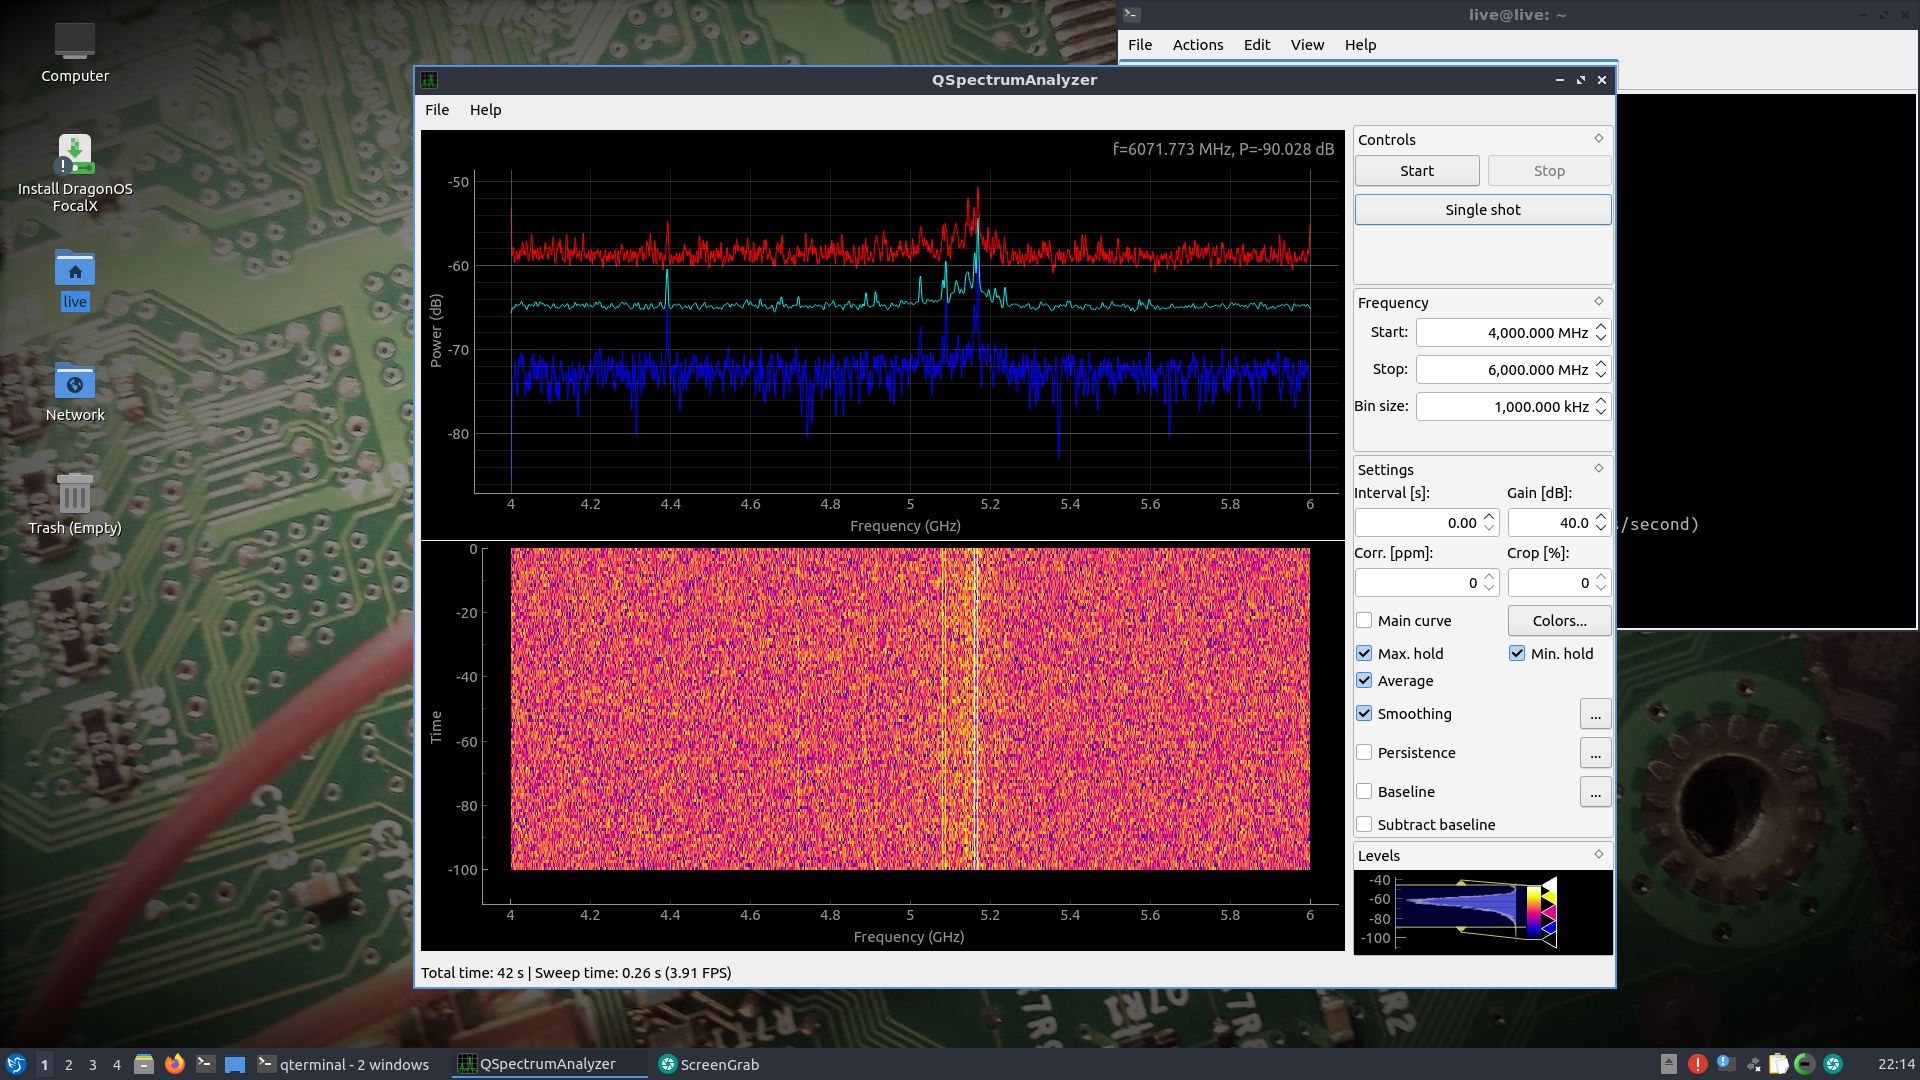 Computer
Install DragonOS
FocalX
live
Network
Trash (Empty)
live@live: ~
File Actions Edit View Help
s/second)
QSpectrumAnalyzer
File Help
f=6071.773 MHz, P=-90.028 dB
-50
-60
-70
-80
Power (dB)
4 4.2 4.4 4.6 4.8 5 5.2 5.4 5.6 5.8 6
Frequency (GHz)
0
-20
-40
-60
-80
-100
Time
4 4.2 4.4 4.6 4.8 5 5.2 5.4 5.6 5.8 6
Frequency (GHz)
Total time: 42 s | Sweep time: 0.26 s (3.91 FPS)
Controls
Start Stop
Single shot
Frequency
Start: 4,000.000 MHz
Stop: 6,000.000 MHz
Bin size: 1,000.000 kHz
Settings
Interval [s]: Gain [dB]:
0.00 40.0
Corr. [ppm]: Crop [%]:
0 0
Main curve Colors...
Max. hold Min. hold
Average
Smoothing ...
Persistence ...
Baseline ...
Subtract baseline
Levels
-40
-60
-80
-100
1 2 3 4 qterminal - 2 windows QSpectrumAnalyzer ScreenGrab 22:14